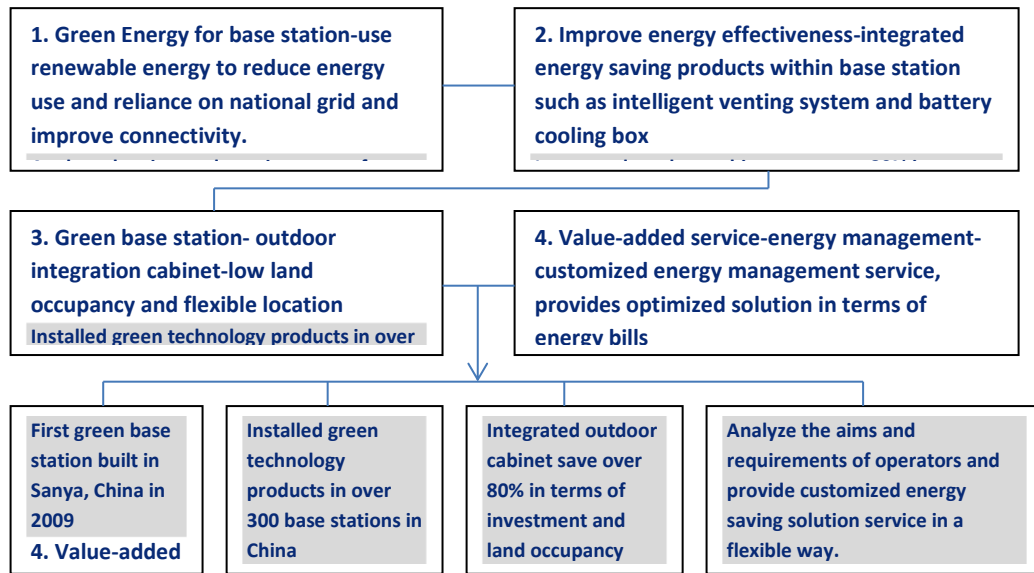 1. Green Energy for base station-use
renewable energy to reduce energy
use and reliance on national grid and
improve connectivity.
2. Improve energy effectiveness-integrated
energy saving products within base station
such as intelligent venting system and battery
cooling box
3. Green base station- outdoor
integration cabinet-low land
occupancy and flexible location
Installed green technology products in over
4. Value-added service-energy management-
customized energy management service,
provides optimized solution in terms of
energy bills
First green base
station built in
Sanya, China in
2009
4. Value-added
Installed green
technology
products in over
300 base stations in
China
Integrated outdoor
cabinet save over
80% in terms of
investment and
land occupancy
Analyze the aims and
requirements of operators and
provide customized energy
saving solution service in a
flexible way.